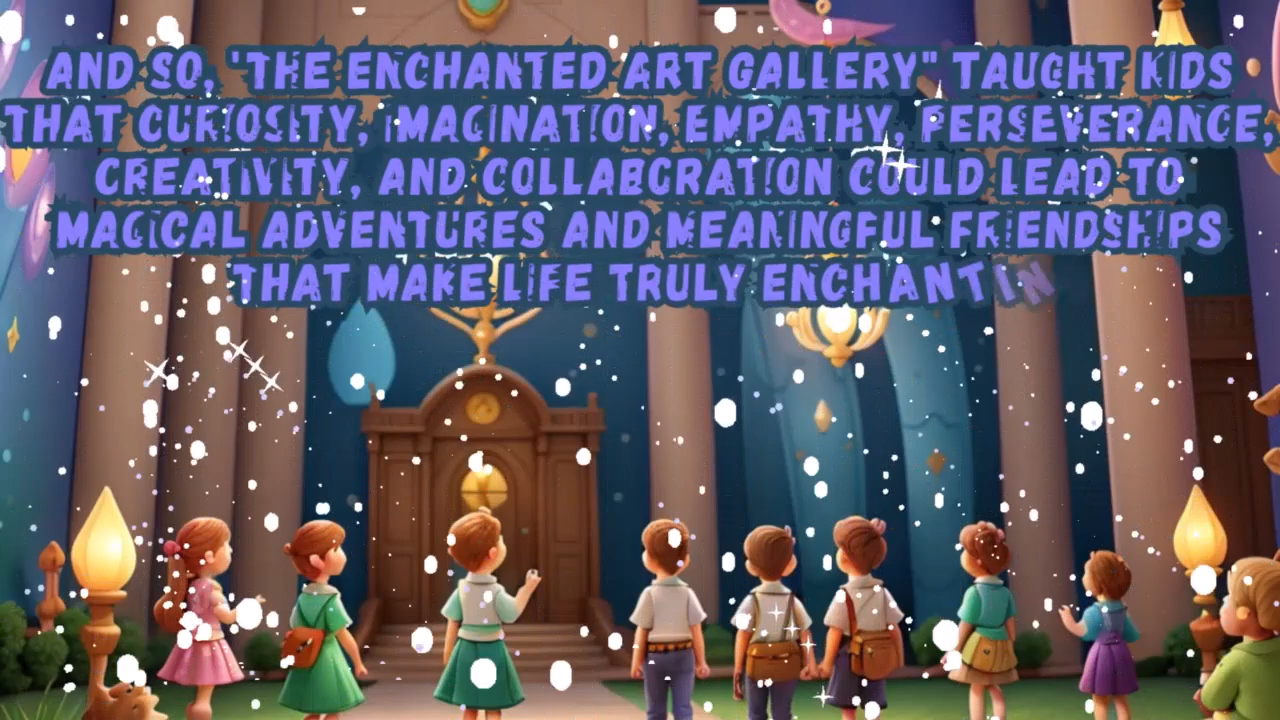 AND SO, "THE ENCHANTED ART GALLERY" TAUGHT KIDS
THAT CURIOSITY, IMAGINATION, EMPATHY, PERSEVERANCE,
CREATIVITY, AND COLLABORATION COULD LEAD TO
MAGICAL ADVENTURES AND MEANINGFUL FRIENDSHIPS
THAT MAKE LIFE TRULY ENCHANTIN